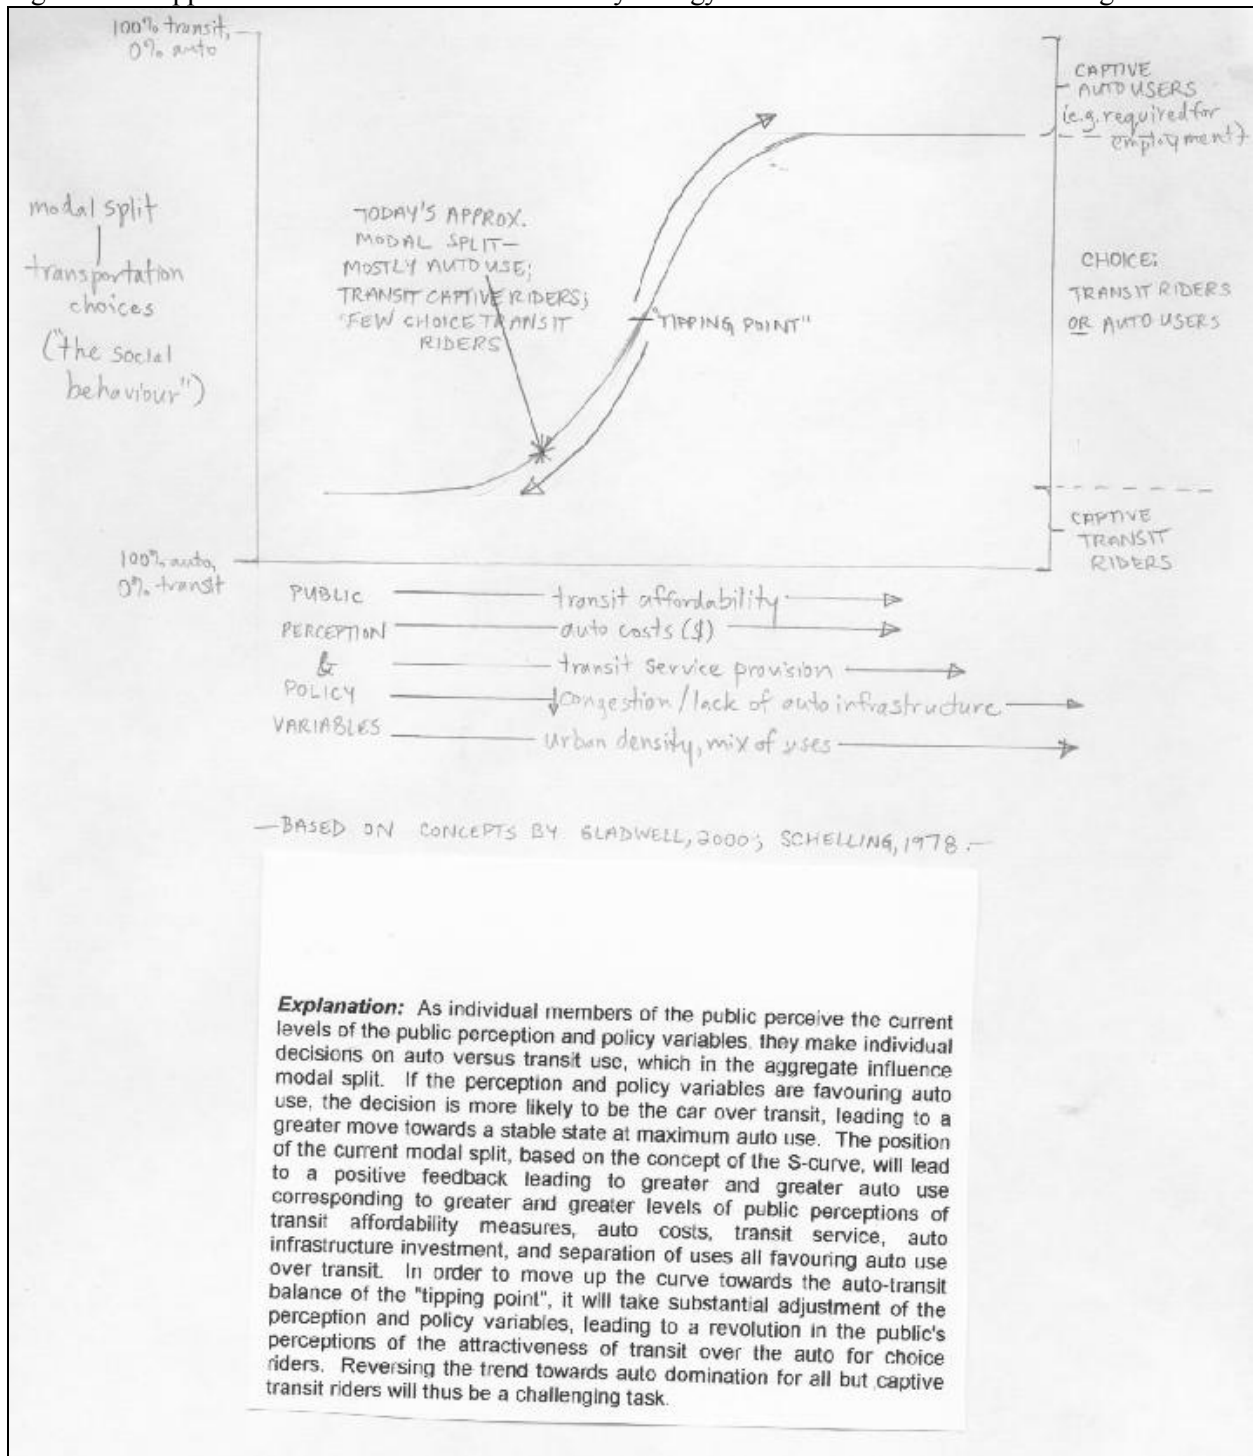 100% transit,
0% auto
CAPTIVE
AUTO USERS
(e.g. required for
employment)
modal split
transportation
choices
("the social
behaviour")
TODAY'S APPROX.
MODAL SPLIT—
MOSTLY AUTO USE;
TRANSIT CAPTIVE RIDERS;
FEW CHOICE TRANSIT
RIDERS
"TIPPING POINT"
CHOICE:
TRANSIT RIDERS
OR AUTO USERS
CAPTIVE
TRANSIT
RIDERS
100% auto,
0% transit
PUBLIC
PERCEPTION
&
POLICY
VARIABLES
transit affordability
auto costs ($)
transit service provision
↓congestion/lack of auto infrastructure
urban density, mix of uses
—BASED ON CONCEPTS BY GLADWELL, 2000; SCHELLING, 1978.—
Explanation: As individual members of the public perceive the current
levels of the public perception and policy variables, they make individual
decisions on auto versus transit use, which in the aggregate influence
modal split. If the perception and policy variables are favouring auto
use, the decision is more likely to be the car over transit, leading to a
greater move towards a stable state at maximum auto use. The position
of the current modal split, based on the concept of the S-curve, will lead
to a positive feedback leading to greater and greater auto use
corresponding to greater and greater levels of public perceptions of
transit affordability measures, auto costs, transit service, auto
infrastructure investment, and separation of uses all favouring auto use
over transit. In order to move up the curve towards the auto-transit
balance of the "tipping point", it will take substantial adjustment of the
perception and policy variables, leading to a revolution in the public's
perceptions of the attractiveness of transit over the auto for choice
riders. Reversing the trend towards auto domination for all but captive
transit riders will thus be a challenging task.